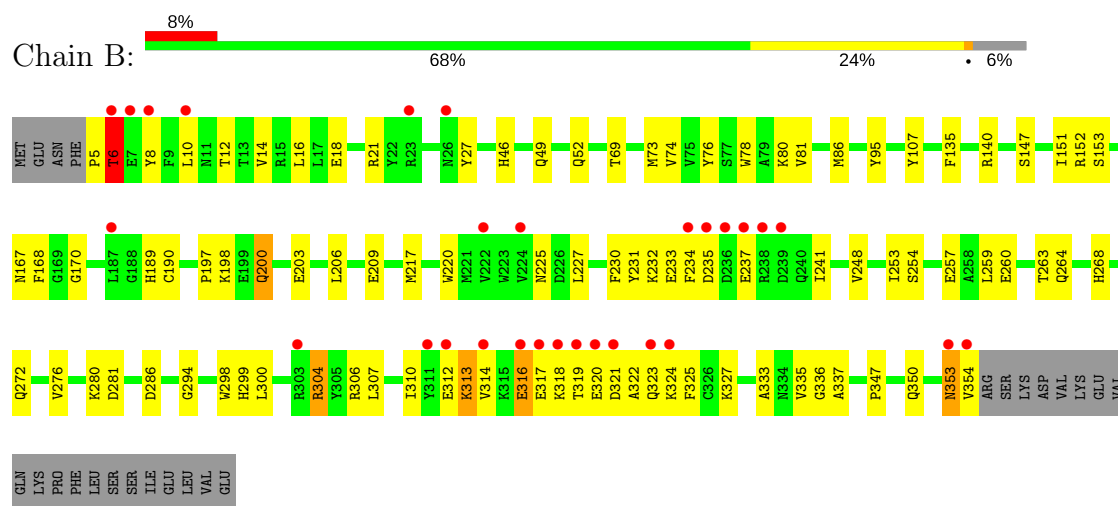 8%
Chain B:
68% 24% • 6%
MET GLU ASN PHE P5 T6 E7 Y8 F9 L10 N11 T12 T13 V14 R15 L16 L17 E18 R21 Y22 R23 N26 Y27 H46 Q49 Q52 T69 M73 V74 V75 Y76 S77 W78 A79 K80 V81 M86 Y95 Y107 F135 R140 S147 I151 R152 S153
N167 F168 G169 G170 L187 G188 H189 C190 P197 K198 E199 Q200 E203 L206 E209 M217 W220 M221 V222 W223 V224 N225 D226 L227 F230 Y231 K232 E233 F234 D235 D236 E237 R238 D239 Q240 I241 V248 I253 S254 E257 A258 L259 E260 T263 Q264 H268
Q272 V276 K280 D281 D286 G294 W298 H299 L300 R303 R304 Y305 R306 L307 I310 Y311 E312 K313 V314 K315 E316 E317 K318 T319 E320 D321 A322 Q323 K324 F325 C326 K327 A333 N334 V335 G336 A337 P347 Q350 N353 V354 ARG SER LYS ASP VAL LYS GLU VAL
GLN LYS PRO PHE LEU SER SER ILE GLU LEU VAL GLU